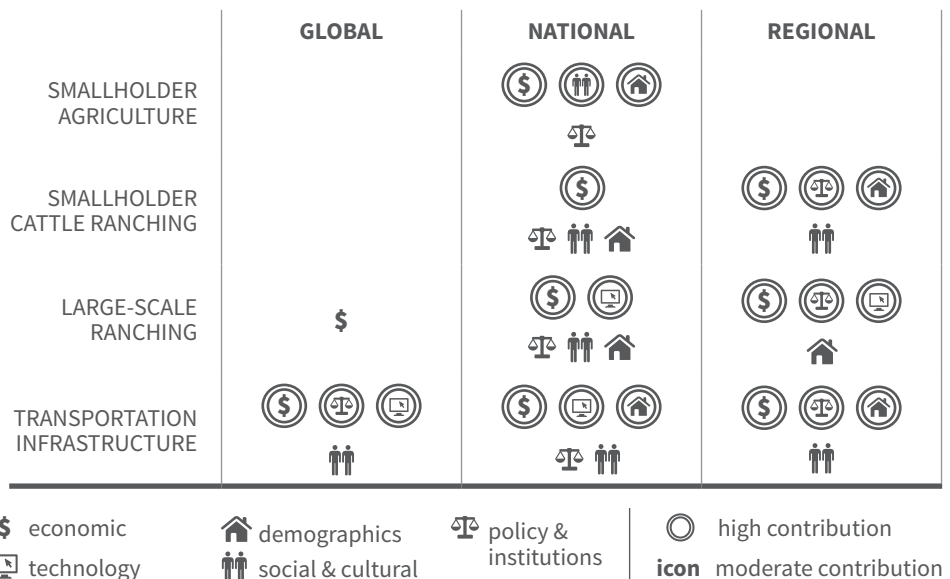 GLOBAL NATIONAL REGIONAL
SMALLHOLDER
AGRICULTURE
SMALLHOLDER
CATTLE RANCHING
LARGE-SCALE
RANCHING
TRANSPORTATION
INFRASTRUCTURE
$ economic demographics policy & high contribution
institutions
technology social & cultural icon moderate contribution